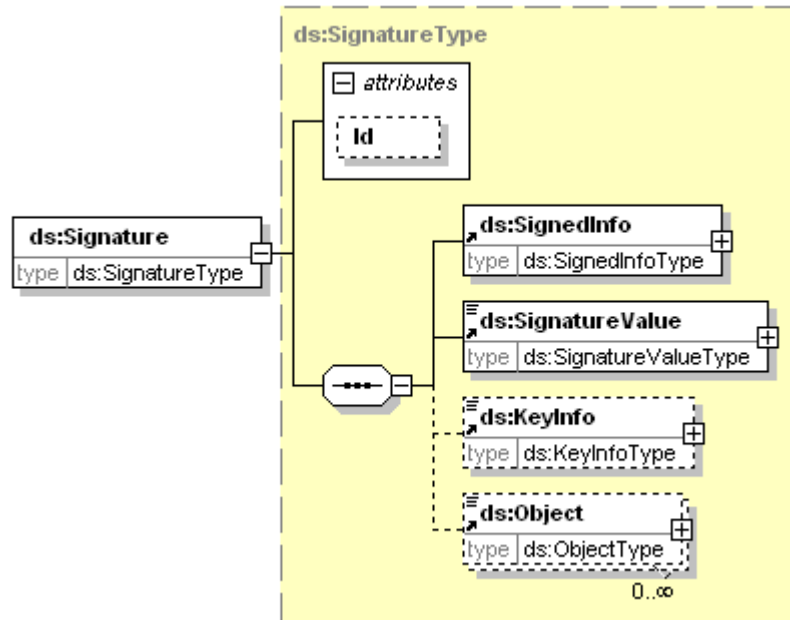 ds:SignatureType
attributes
Id
ds:Signature
type ds:SignatureType
ds:SignedInfo
type ds:SignedInfoType
ds:SignatureValue
type ds:SignatureValueType
ds:KeyInfo
type ds:KeyInfoType
ds:Object
type ds:ObjectType
0..∞